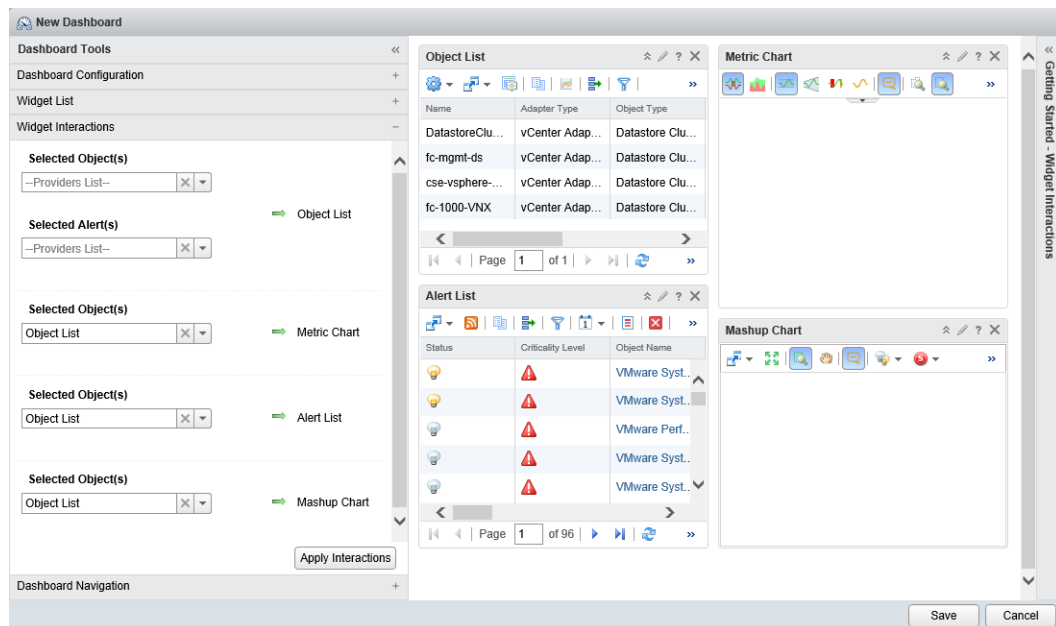 New Dashboard
Dashboard Tools
Dashboard Configuration
Widget List
Widget Interactions
Selected Object(s)
--Providers List--
Object List
Selected Alert(s)
--Providers List--
Selected Object(s)
Object List
Metric Chart
Selected Object(s)
Object List
Alert List
Selected Object(s)
Object List
Mashup Chart
Apply Interactions
Dashboard Navigation
Object List
Name Adapter Type Object Type
DatastoreClu... vCenter Adap... Datastore Clu...
fc-mgmt-ds vCenter Adap... Datastore Clu...
cse-vsphere-... vCenter Adap... Datastore Clu...
fc-1000-VNX vCenter Adap... Datastore Clu...
Page 1 of 1
Alert List
Status Criticality Level Object Name
VMware Syst..
VMware Syst..
VMware Perf..
VMware Syst..
VMware Syst..
Page 1 of 96
Metric Chart
Mashup Chart
Getting Started - Widget Interactions
Save Cancel